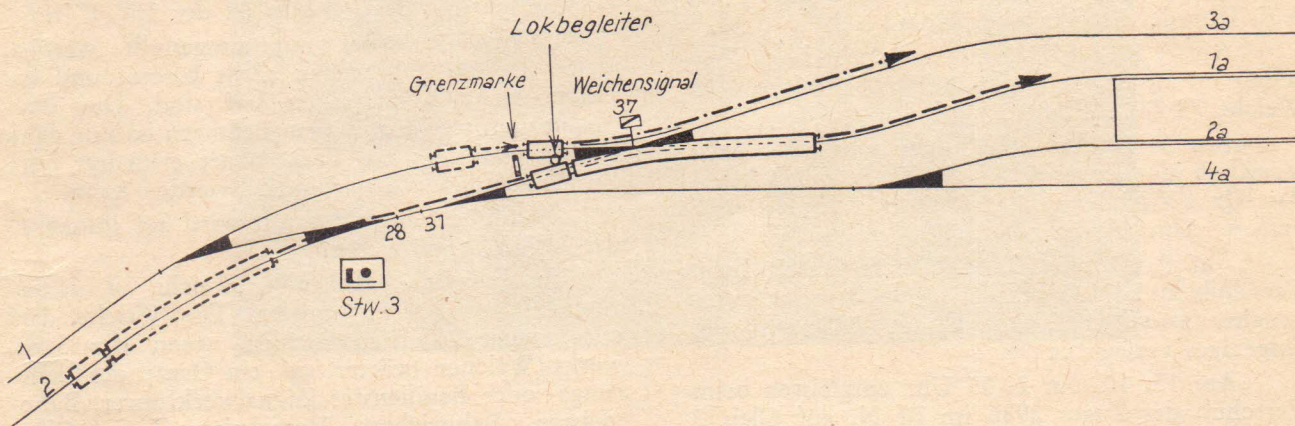 Lokbegleiter
3a
1a
Grenzmarke
Weichensignal
37
2a
4a
28
37
Stw.3
1
2